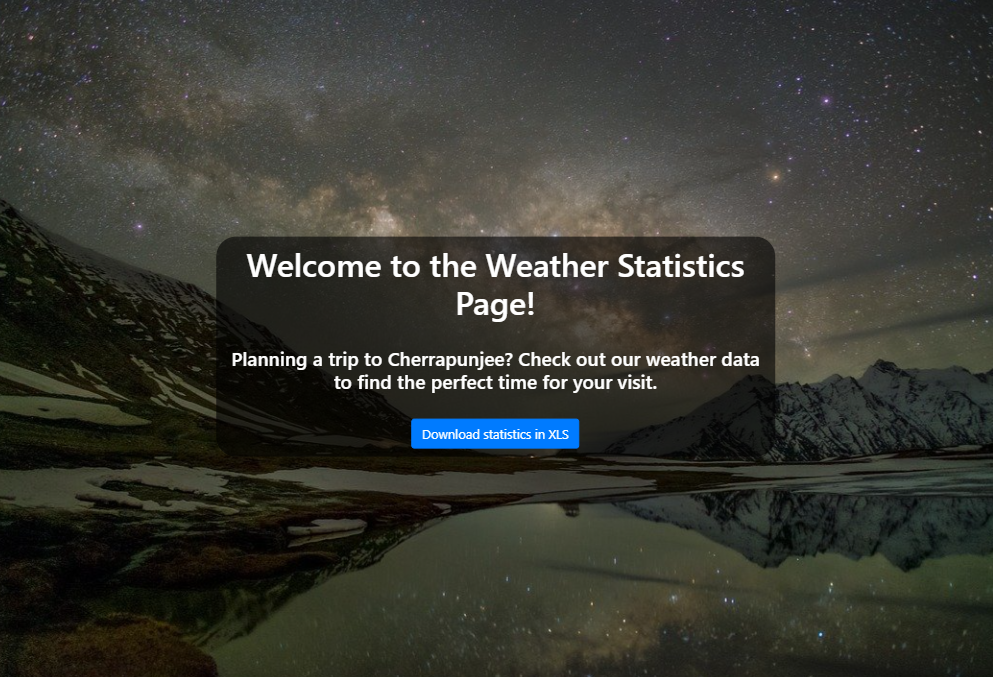 Welcome to the Weather Statistics
Page!
Planning a trip to Cherrapunjee? Check out our weather data
to find the perfect time for your visit.
Download statistics in XLS